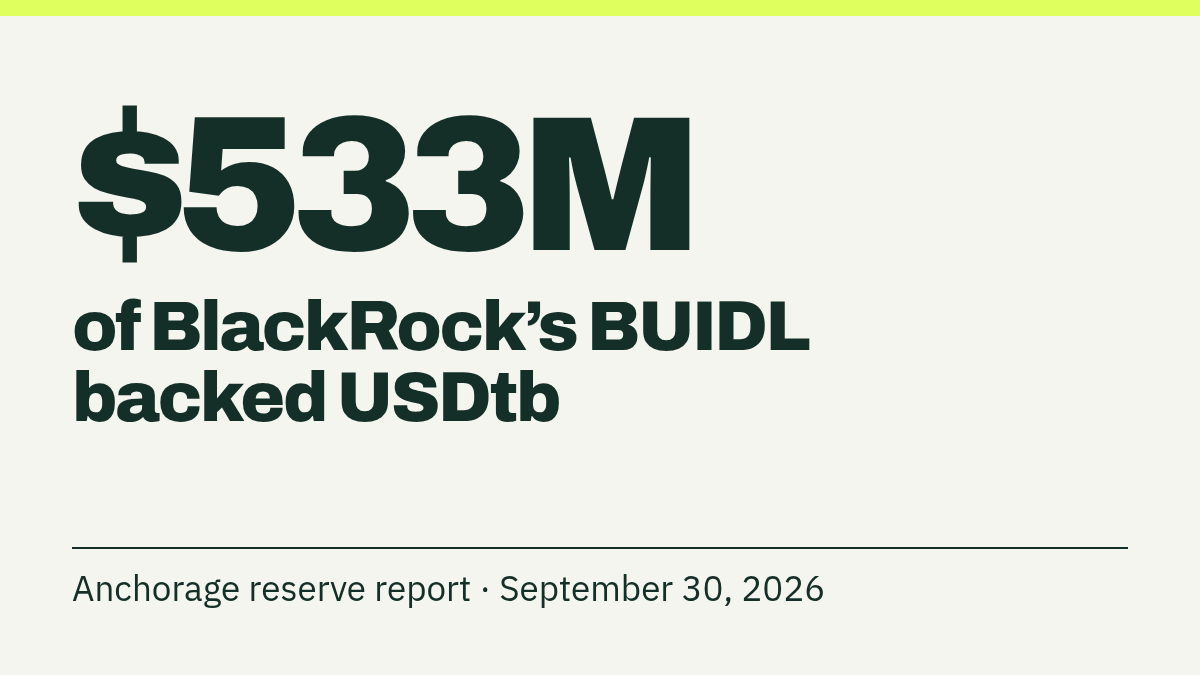 $533M
of BlackRock’s BUIDL
backed USDtb
Anchorage reserve report · September 30, 2026